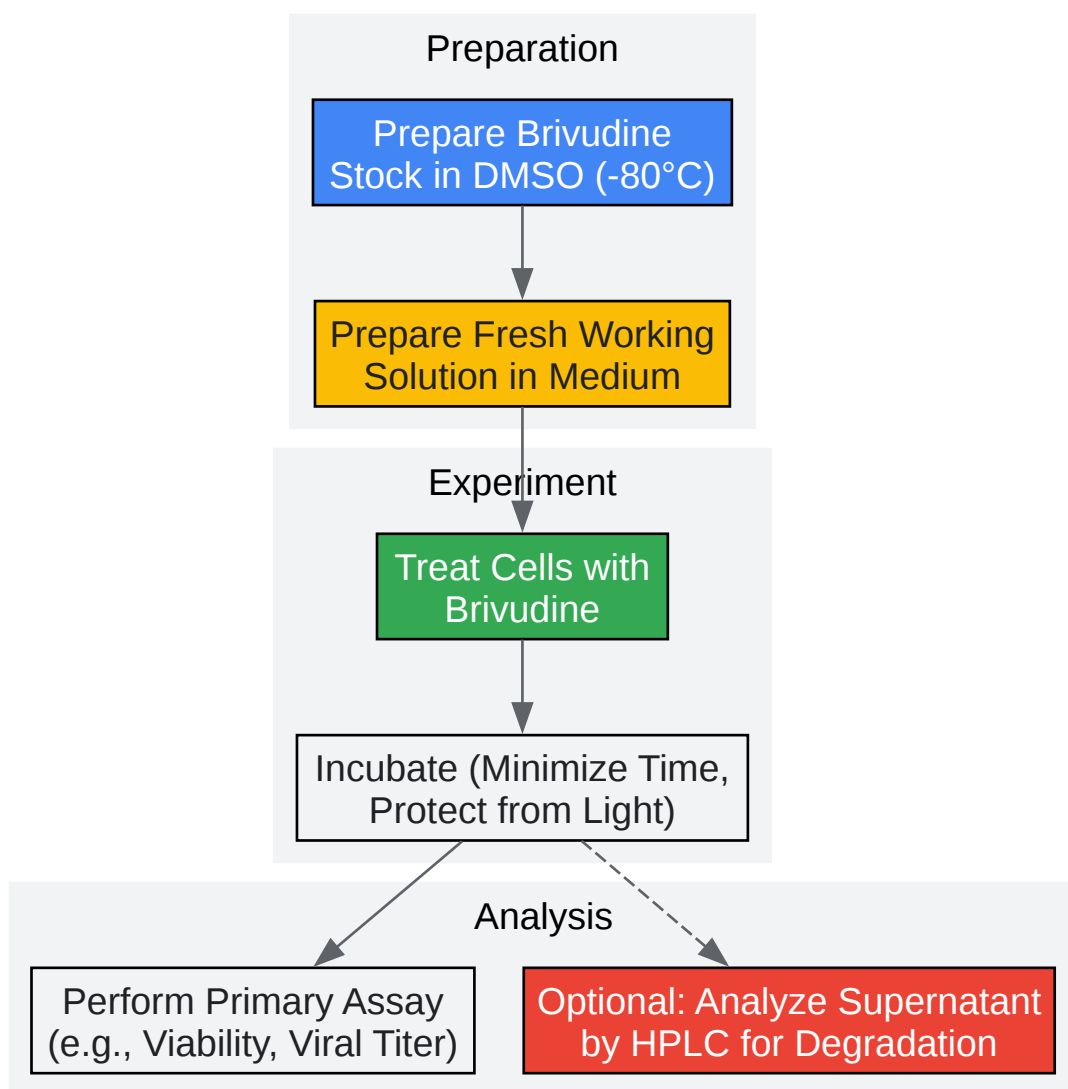 Preparation
Prepare Brivudine
Stock in DMSO (-80°C)
Prepare Fresh Working
Solution in Medium
Experiment
Treat Cells with
Brivudine
Incubate (Minimize Time,
Protect from Light)
Analysis
Perform Primary Assay
(e.g., Viability, Viral Titer)
Optional: Analyze Supernatant
by HPLC for Degradation